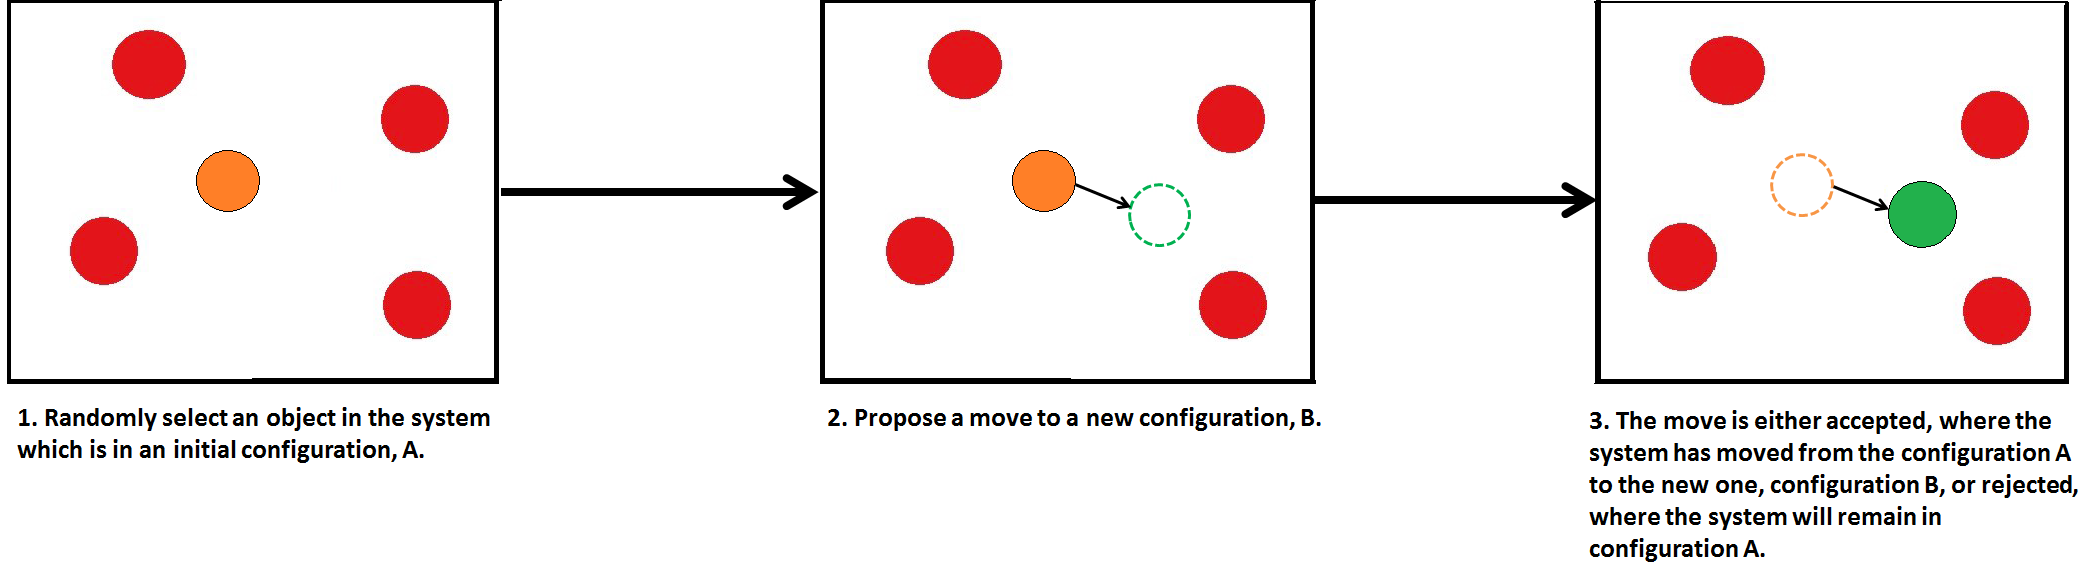 1. Randomly select an object in the system
which is in an initial configuration, A.
2. Propose a move to a new configuration, B.
3. The move is either accepted, where the
system has moved from the configuration A
to the new one, configuration B, or rejected,
where the system will remain in
configuration A.